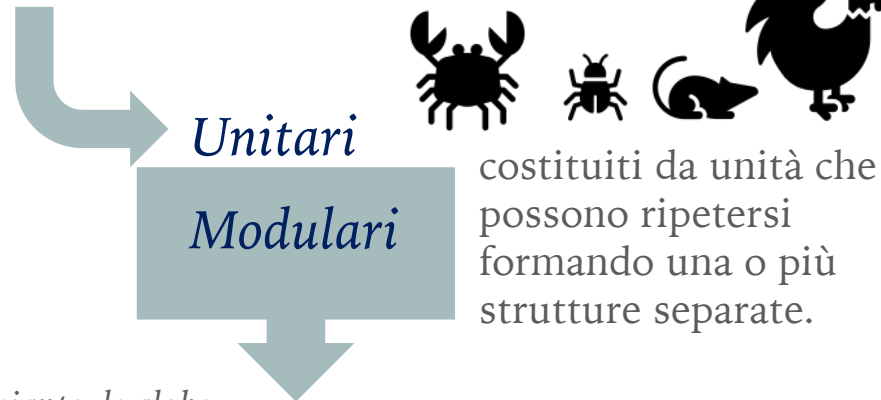 Unitari
Modulari
costituiti da unità che
possono ripetersi
formando una o più
strutture separate.